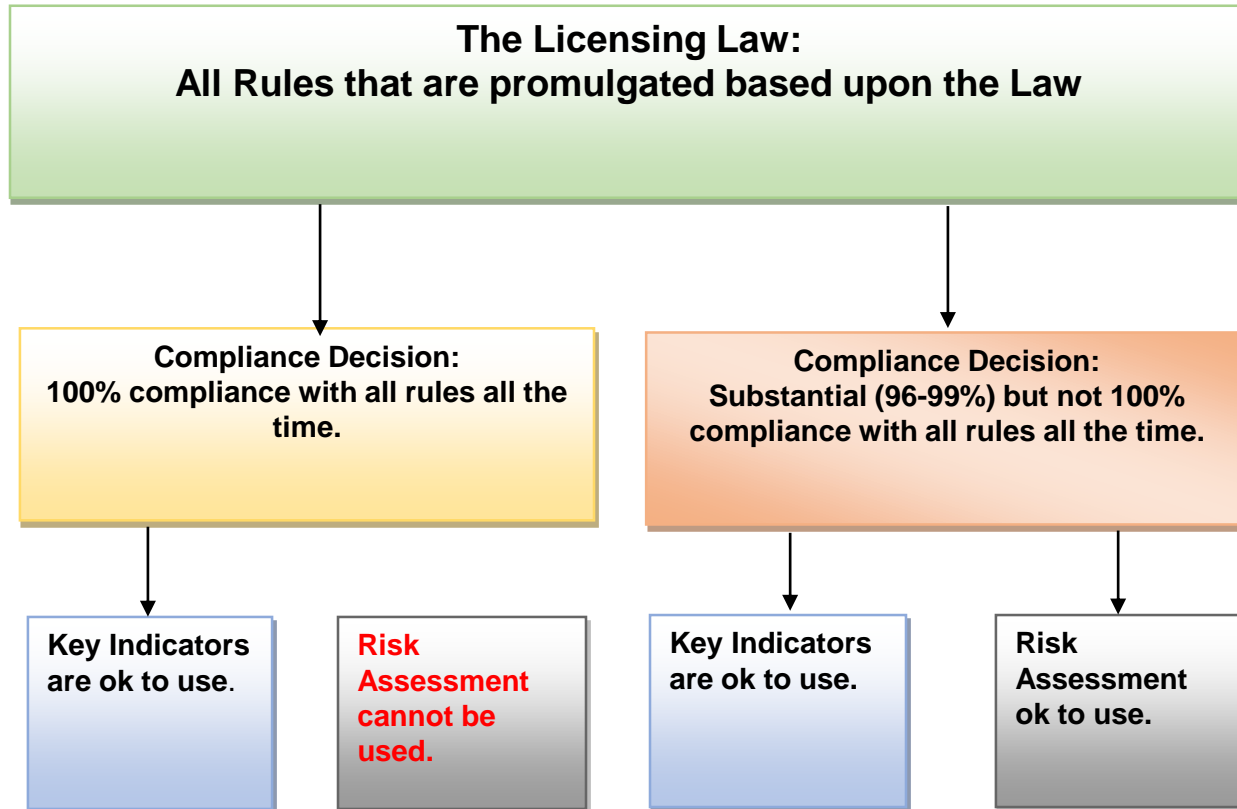 The Licensing Law:
All Rules that are promulgated based upon the Law
Compliance Decision:
100% compliance with all rules all the
time.
Compliance Decision:
Substantial (96-99%) but not 100%
compliance with all rules all the time.
Key Indicators
are ok to use.
Risk
Assessment
cannot be
used.
Key Indicators
are ok to use.
Risk
Assessment
ok to use.